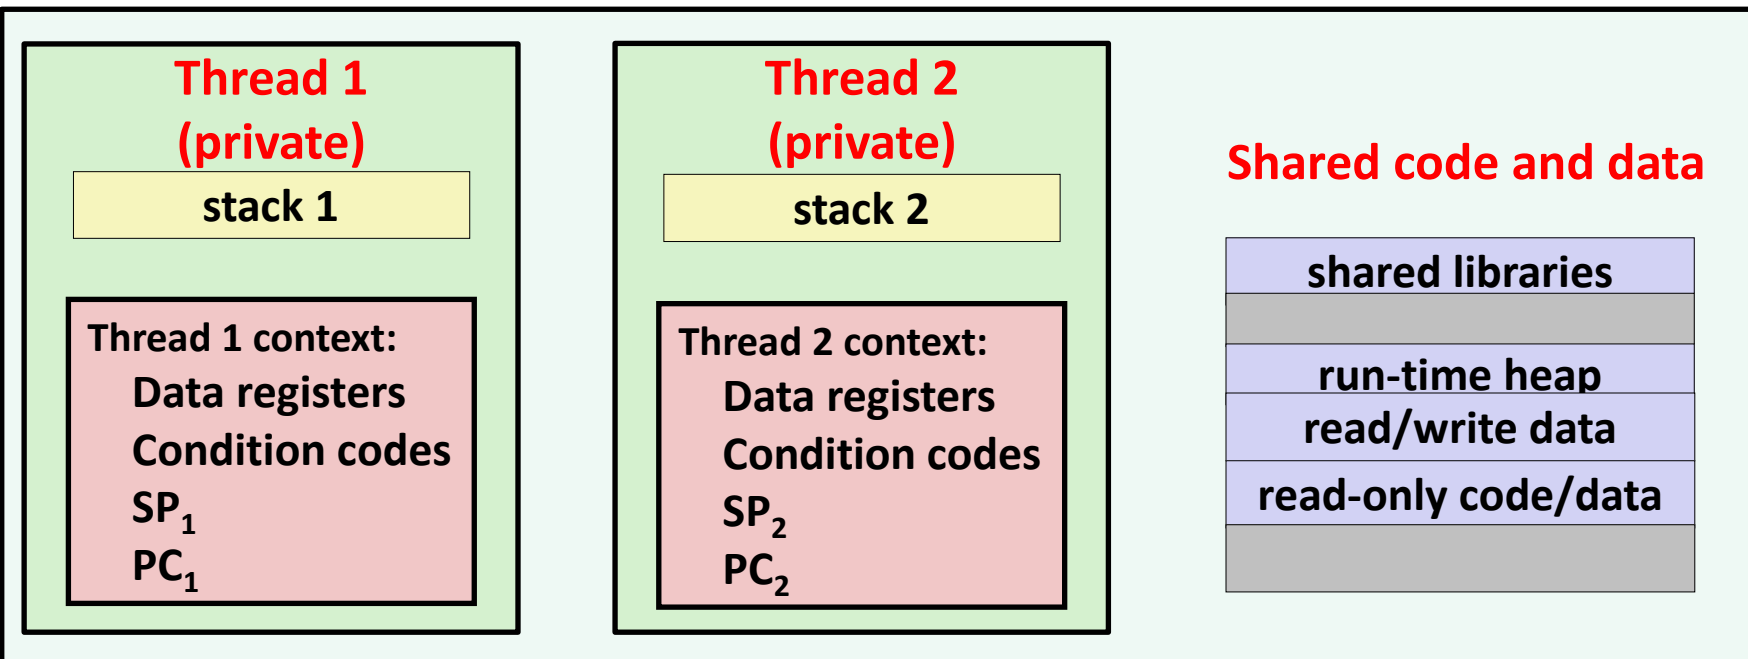 Thread 1
(private)
stack 1
Thread 1 context:
Data registers
Condition codes
SP₁
PC₁
Thread 2
(private)
stack 2
Thread 2 context:
Data registers
Condition codes
SP₂
PC₂
Shared code and data
shared libraries
run-time heap
read/write data
read-only code/data